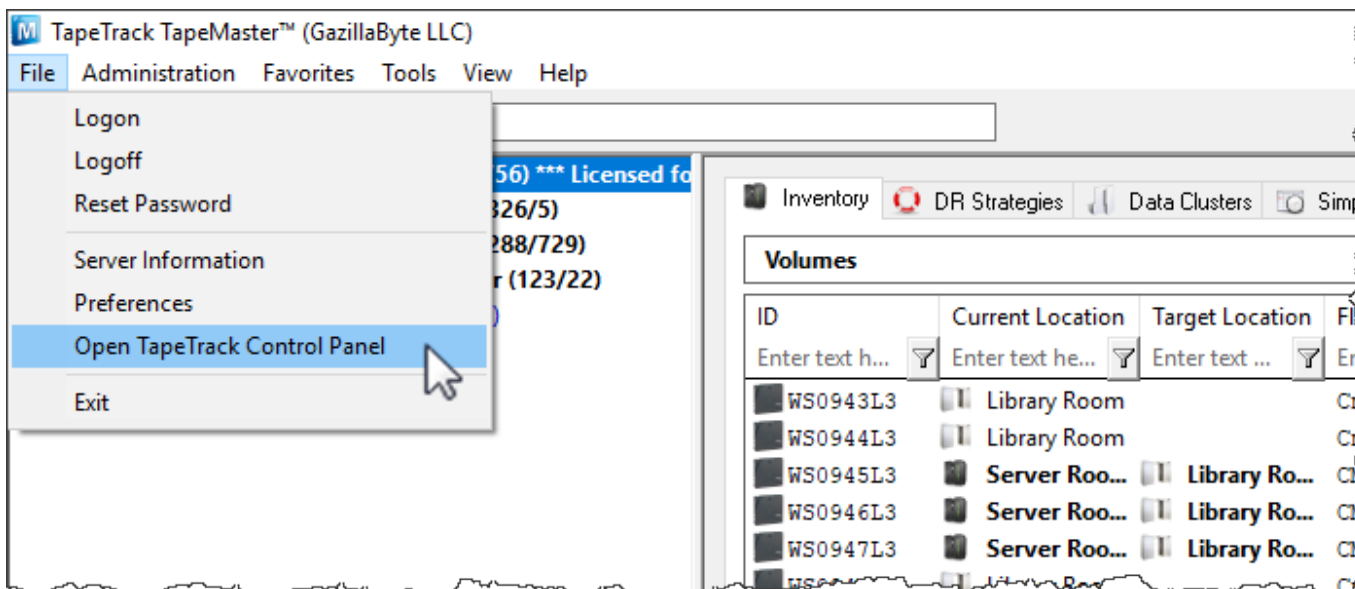 TapeTrack TapeMaster™ (GazillaByte LLC)
File Administration Favorites Tools View Help
Logon
Logoff
Reset Password
Server Information
Preferences
Open TapeTrack Control Panel
Exit
56) *** Licensed fo
326/5)
288/729)
r (123/22)
)
Inventory DR Strategies Data Clusters Simp
Volumes
ID Current Location Target Location
Enter text h... Enter text he... Enter text ...
WS0943L3 Library Room
WS0944L3 Library Room
WS0945L3 Server Roo... Library Ro...
WS0946L3 Server Roo... Library Ro...
WS0947L3 Server Roo... Library Ro...